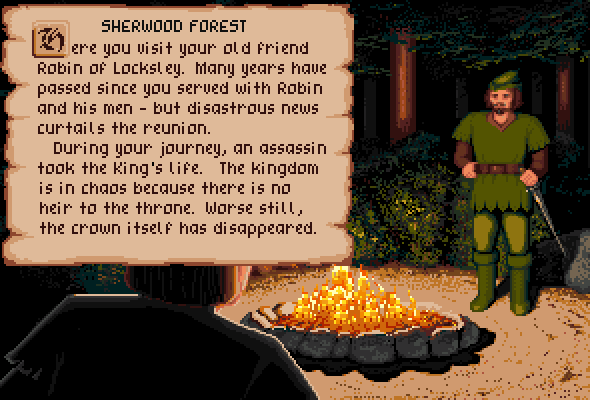 SHERWOOD FOREST
Here you visit your old friend
Robin of Locksley. Many years have
passed since you served with Robin
and his men - but disastrous news
curtails the reunion.
During your journey, an assassin
took the King's life. The kingdom
is in chaos because there is no
heir to the throne. Worse still,
the crown itself has disappeared.